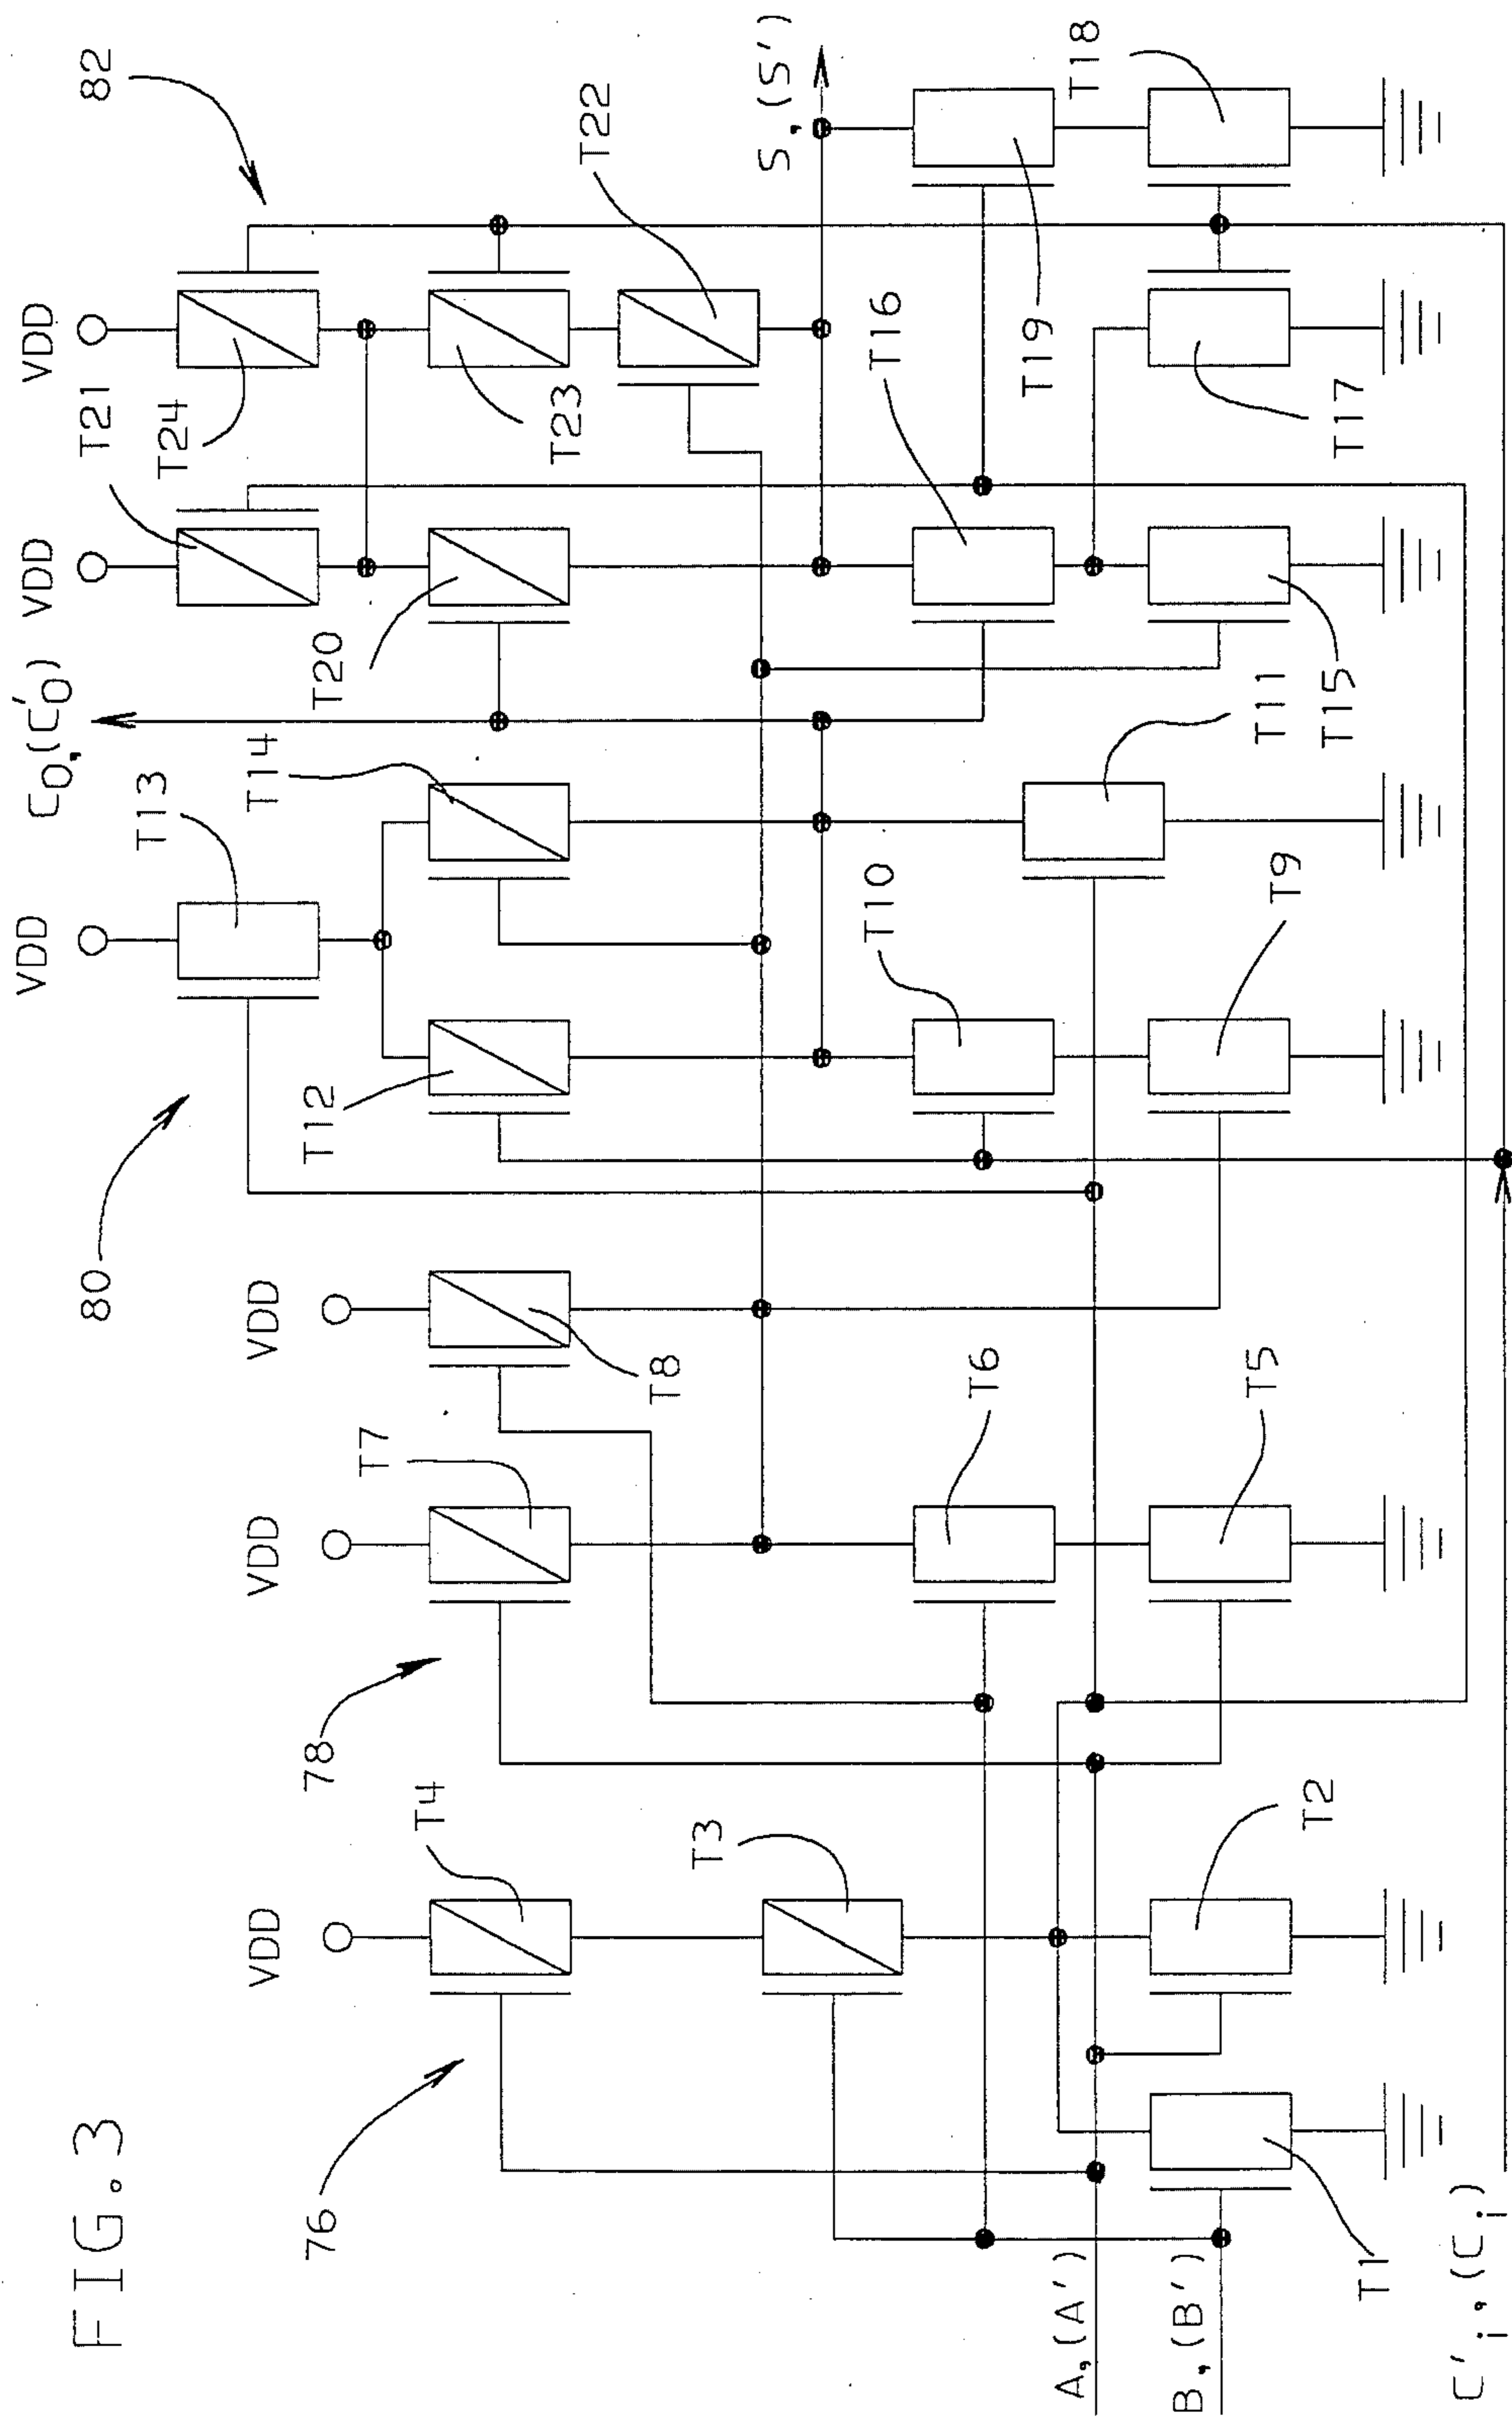 FIG.3
76
78
80
82
VDD
VDD
VDD
VDD
VDD
VDD
T4
T3
T2
T1
T7
T8
T6
T5
T13
T12
T14
T10
T9
T11
C0,(C'0)
T21
T24
T20
T23
T22
T16
T15
T19
T17
T18
S,(S')
A,(A')
B,(B')
C'i,(Ci)